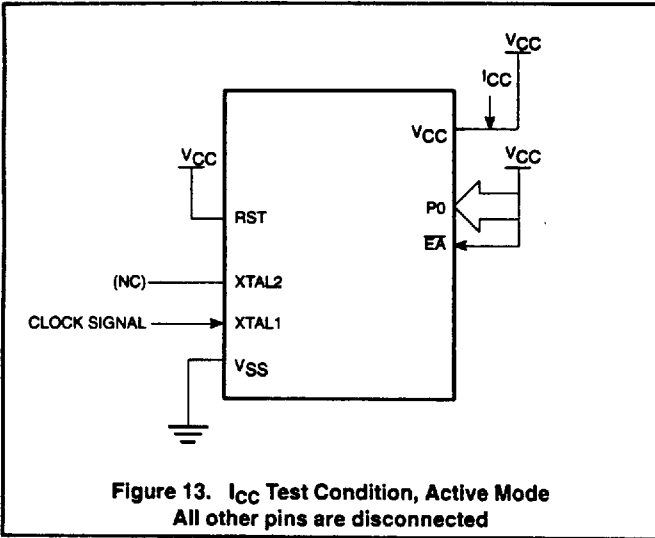 VCC
ICC
VCC
VCC
VCC
P0
RST
EA
(NC) XTAL2
CLOCK SIGNAL XTAL1
VSS
Figure 13. ICC Test Condition, Active Mode
All other pins are disconnected